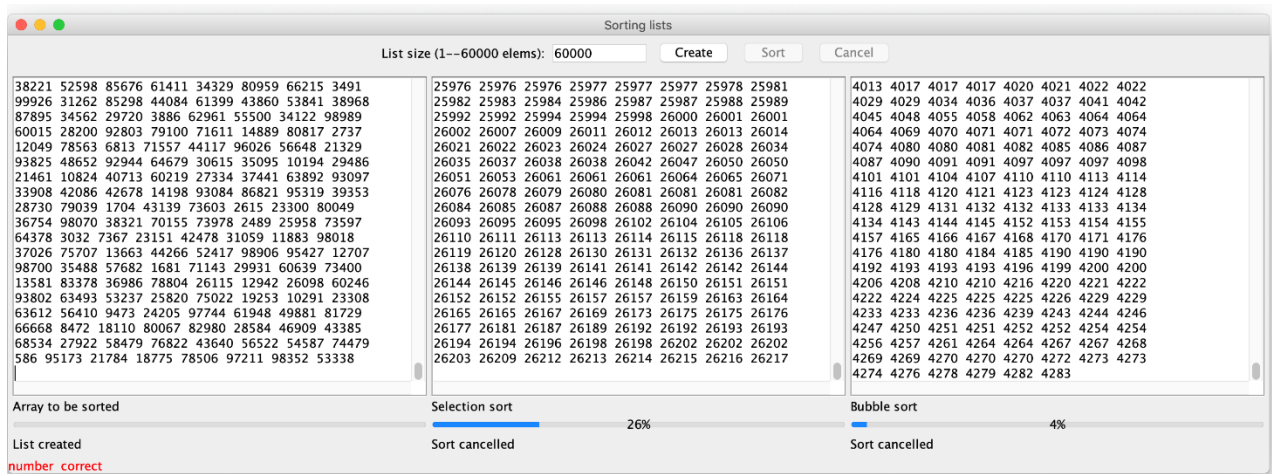 Sorting lists
List size (1--60000 elems): 60000 Create Sort Cancel
38221 52598 85676 61411 34329 80959 66215 3491
99926 31262 85298 44084 61399 43860 53841 38968
87895 34562 29720 3886 62961 55500 34122 98989
60015 28200 92803 79100 71611 14889 80817 2737
12049 78563 6813 71557 44117 96026 56648 21329
93825 48652 92944 64679 30615 35095 10194 29486
21461 10824 40713 60219 27334 37441 63892 93097
33908 42086 42678 14198 93084 86821 95319 39353
28730 79039 1704 43139 73603 2615 23300 80049
36754 98070 38321 70155 73978 2489 25958 73597
64378 3032 7367 23151 42478 31059 11883 98018
37026 75707 13663 44266 52417 98906 95427 12707
98700 35488 57682 1681 71143 29931 60639 73400
13581 83378 36986 78804 26115 12942 26098 60246
93802 63493 53237 25820 75022 19253 10291 23308
63612 56410 9473 24205 97744 61948 49881 81729
66668 8472 18110 80067 82980 28584 46909 43385
68534 27922 58479 76822 43640 56522 54587 74479
586 95173 21784 18775 78506 97211 98352 53338
25976 25976 25976 25977 25977 25977 25978 25981
25982 25983 25984 25986 25987 25987 25988 25989
25992 25992 25994 25994 25998 26000 26001 26001
26002 26007 26009 26011 26012 26013 26013 26014
26021 26022 26023 26024 26027 26027 26028 26034
26035 26037 26038 26038 26042 26047 26050 26050
26051 26053 26061 26061 26061 26064 26065 26071
26076 26078 26079 26080 26081 26081 26081 26082
26084 26085 26087 26088 26088 26090 26090 26090
26093 26095 26095 26098 26102 26104 26105 26106
26110 26111 26113 26113 26114 26115 26118 26118
26119 26120 26128 26130 26131 26132 26136 26137
26138 26139 26139 26141 26141 26142 26142 26144
26144 26145 26146 26146 26148 26150 26151 26151
26152 26152 26155 26157 26157 26159 26163 26164
26165 26165 26167 26169 26173 26175 26175 26176
26177 26181 26187 26189 26192 26192 26193 26193
26194 26194 26196 26198 26198 26202 26202 26202
26203 26209 26212 26213 26214 26215 26216 26217
4013 4017 4017 4017 4020 4021 4022 4022
4029 4029 4034 4036 4037 4037 4041 4042
4045 4048 4055 4058 4062 4063 4064 4064
4064 4069 4070 4071 4071 4072 4073 4074
4074 4080 4080 4081 4082 4085 4086 4087
4087 4090 4091 4091 4097 4097 4097 4098
4101 4101 4104 4107 4110 4110 4113 4114
4116 4118 4120 4121 4123 4123 4124 4128
4128 4129 4131 4132 4132 4133 4133 4134
4134 4143 4144 4145 4152 4153 4154 4155
4157 4165 4166 4167 4168 4170 4171 4176
4176 4180 4180 4184 4185 4190 4190 4190
4192 4193 4193 4193 4196 4199 4200 4200
4206 4208 4210 4210 4216 4220 4221 4222
4222 4224 4225 4225 4225 4226 4229 4229
4233 4233 4236 4236 4239 4243 4244 4246
4247 4250 4251 4251 4252 4252 4254 4254
4256 4257 4261 4264 4264 4267 4267 4268
4269 4269 4270 4270 4270 4272 4273 4273
4274 4276 4278 4279 4282 4283
Array to be sorted
List created
Selection sort
26%
Sort cancelled
Bubble sort
4%
Sort cancelled
number correct